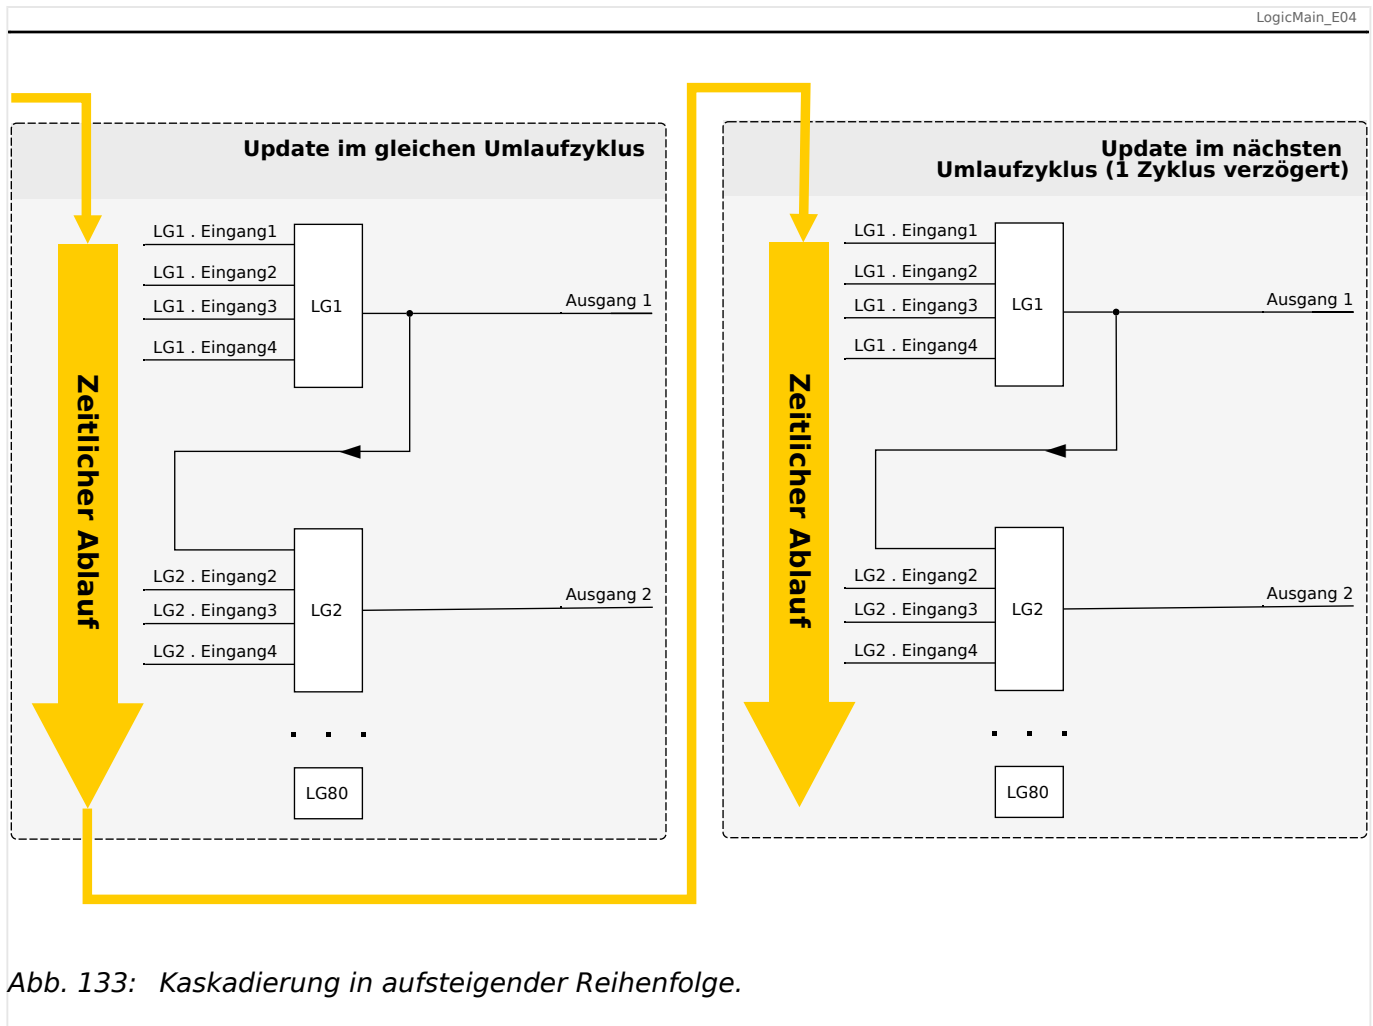 LogicMain_E04
Update im gleichen Umlaufzyklus
LG1 . Eingang1
LG1 . Eingang2
LG1 . Eingang3
LG1 . Eingang4
LG1
Ausgang 1
Zeitlicher Ablauf
LG2 . Eingang2
LG2 . Eingang3
LG2 . Eingang4
LG2
Ausgang 2
LG80
Update im nächsten
Umlaufzyklus (1 Zyklus verzögert)
LG1 . Eingang1
LG1 . Eingang2
LG1 . Eingang3
LG1 . Eingang4
LG1
Ausgang 1
Zeitlicher Ablauf
LG2 . Eingang2
LG2 . Eingang3
LG2 . Eingang4
LG2
Ausgang 2
LG80
Abb. 133: Kaskadierung in aufsteigender Reihenfolge.